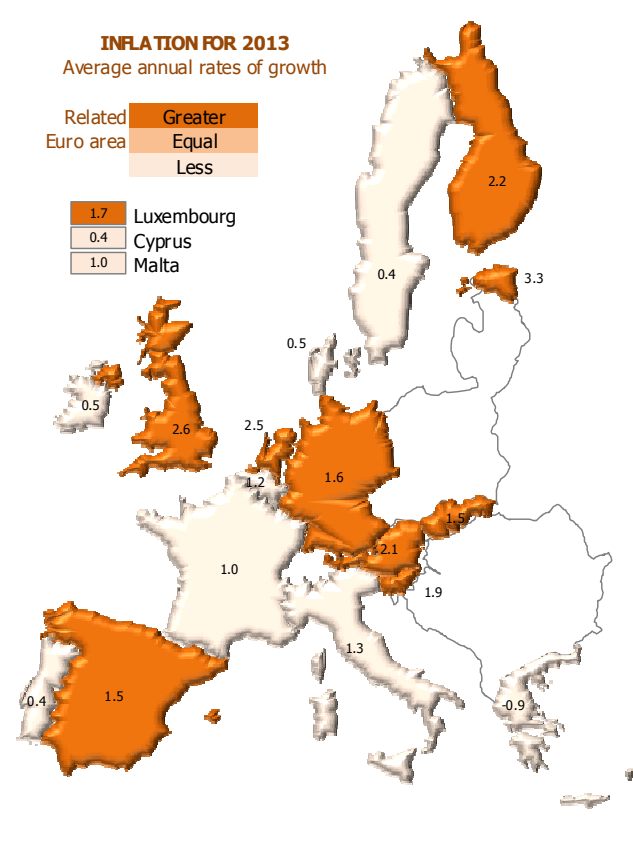 INFLATION FOR 2013
Average annual rates of growth
Related Greater
Euro area Equal
Less
1.7 Luxembourg
0.4 Cyprus
1.0 Malta
2.2
0.4
3.3
0.5
0.5
2.6
2.5
1.2
1.6
1.5
2.1
1.0
1.9
1.3
0.4
1.5
-0.9